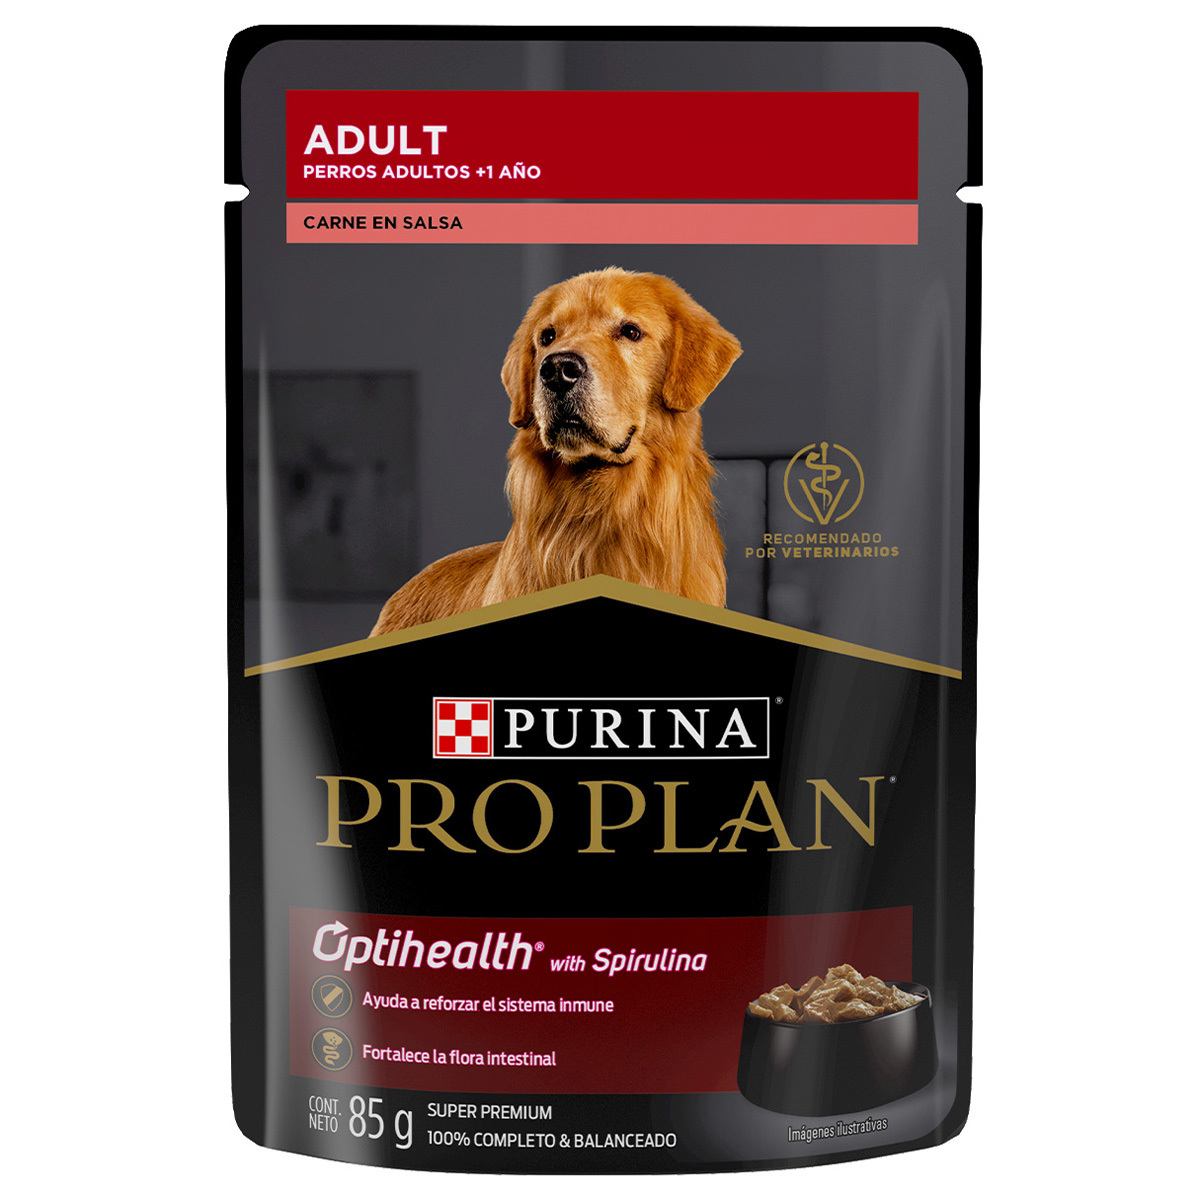 ADULT
PERROS ADULTOS +1 AÑO
CARNE EN SALSA
RECOMENDADO
POR VETERINARIOS
PURINA®
PRO PLAN®
Optihealth® with Spirulina
Ayuda a reforzar el sistema inmune
Fortalece la flora intestinal
CONT. NETO 85 g
SUPER PREMIUM
100% COMPLETO & BALANCEADO
Imágenes ilustrativas